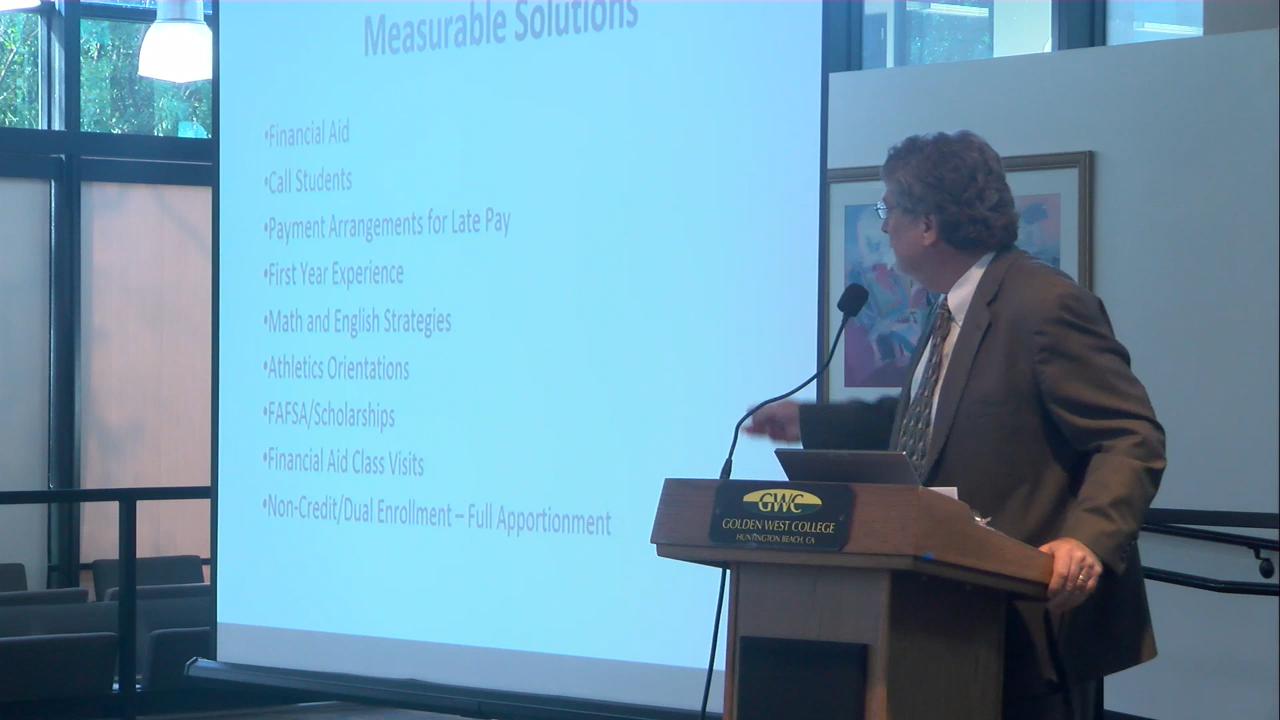 Measurable Solutions
•Financial Aid
•Call Students
•Payment Arrangements for Late Pay
•First Year Experience
•Math and English Strategies
•Athletics Orientations
•FAFSA/Scholarships
•Financial Aid Class Visits
•Non-Credit/Dual Enrollment – Full Apportionment
GWC
GOLDEN WEST COLLEGE
HUNTINGTON BEACH, CA